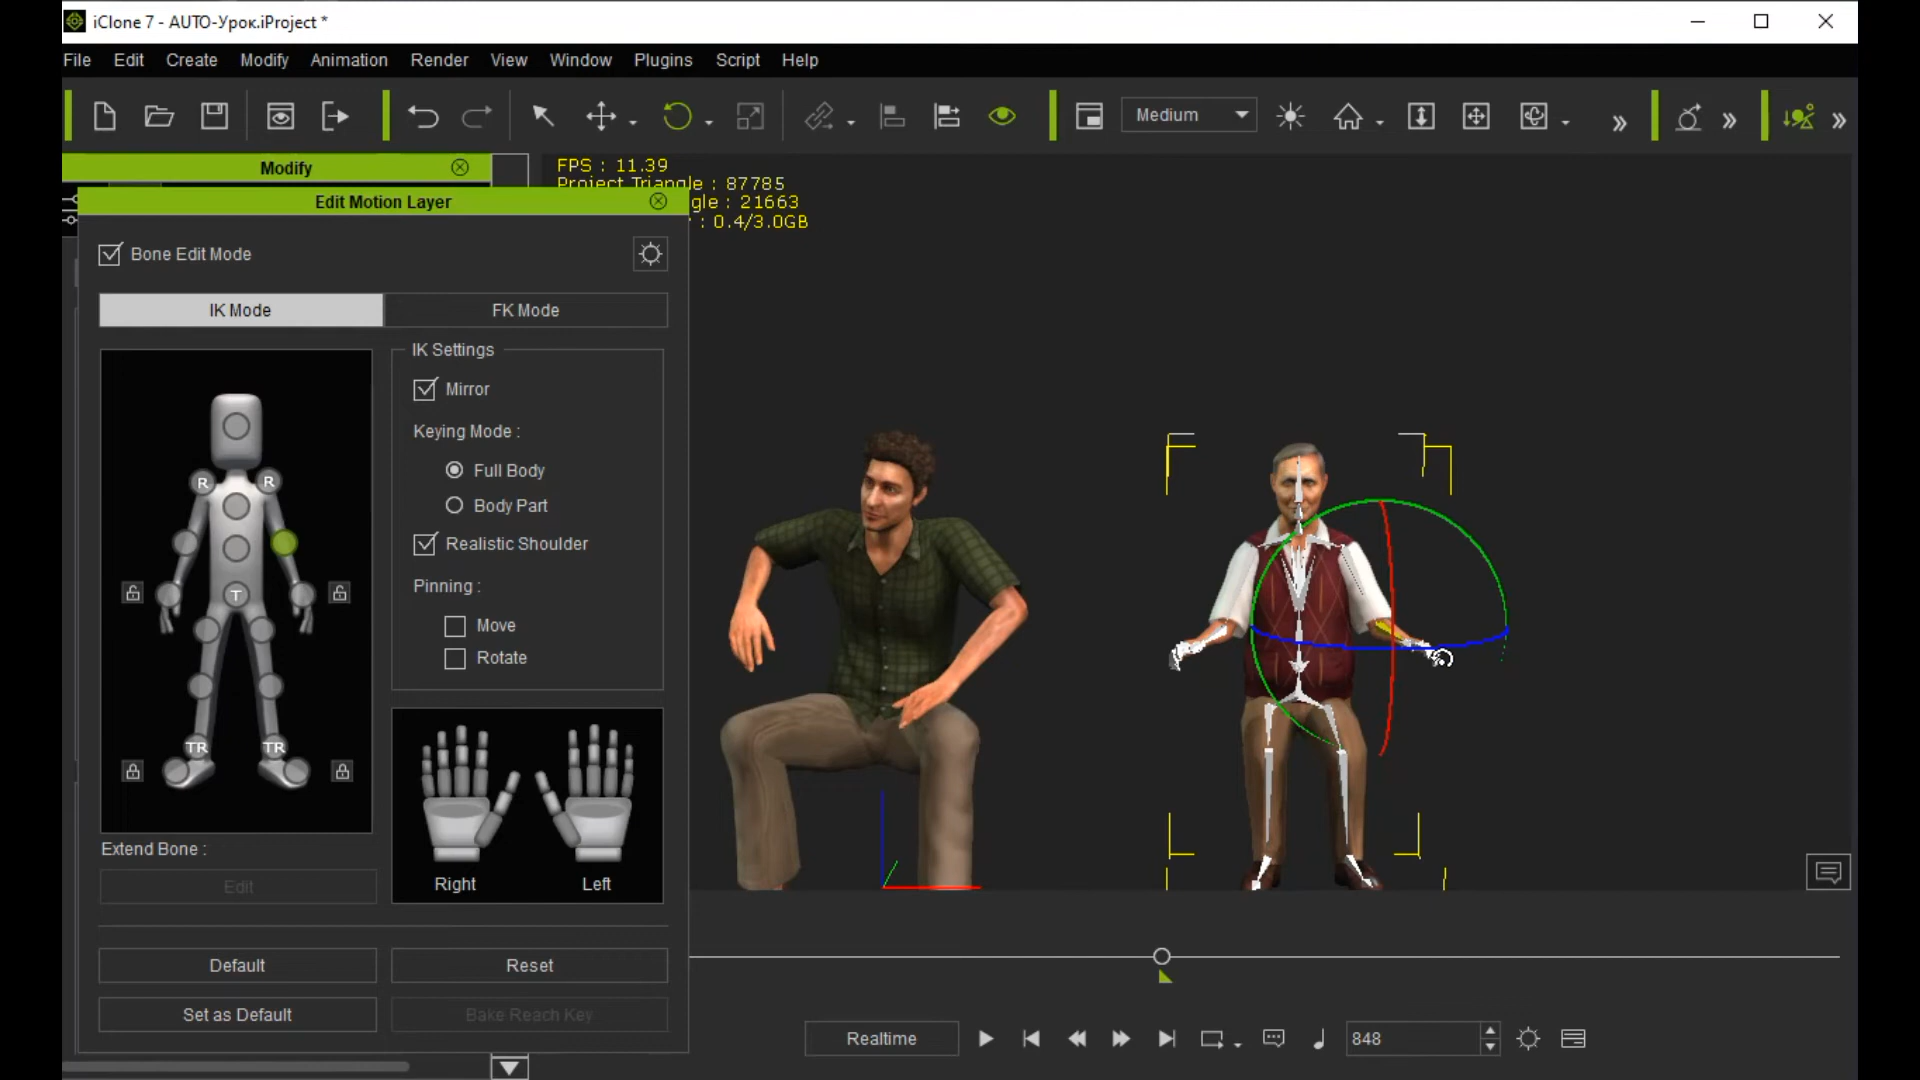 iClone 7 - AUTO-Урок.iProject *
File Edit Create Modify Animation Render View Window Plugins Script Help
Medium
Modify
FPS : 11.39
Project Triangle : 87785
gle : 21663
: 0.4/3.0GB
Edit Motion Layer
Bone Edit Mode
IK Mode
FK Mode
IK Settings
Mirror
Keying Mode :
Full Body
Body Part
Realistic Shoulder
Pinning :
Move
Rotate
R
R
T
TR
TR
Right
Left
Extend Bone :
Edit
Default
Reset
Set as Default
Bake Reach Key
Realtime
848